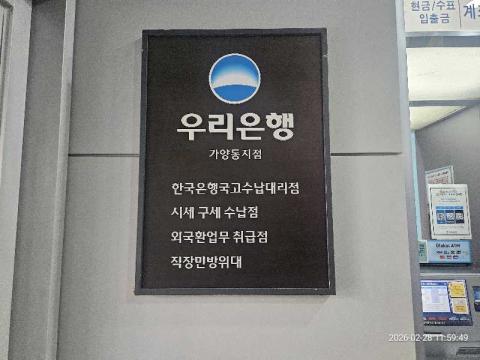 우리은행
가양동지점
한국은행국고수납대리점
시세 구세 수납점
외국환업무 취급점
직장민방위대
현금/수표
입출금
Global ATM
2026-02-28 11:59:49